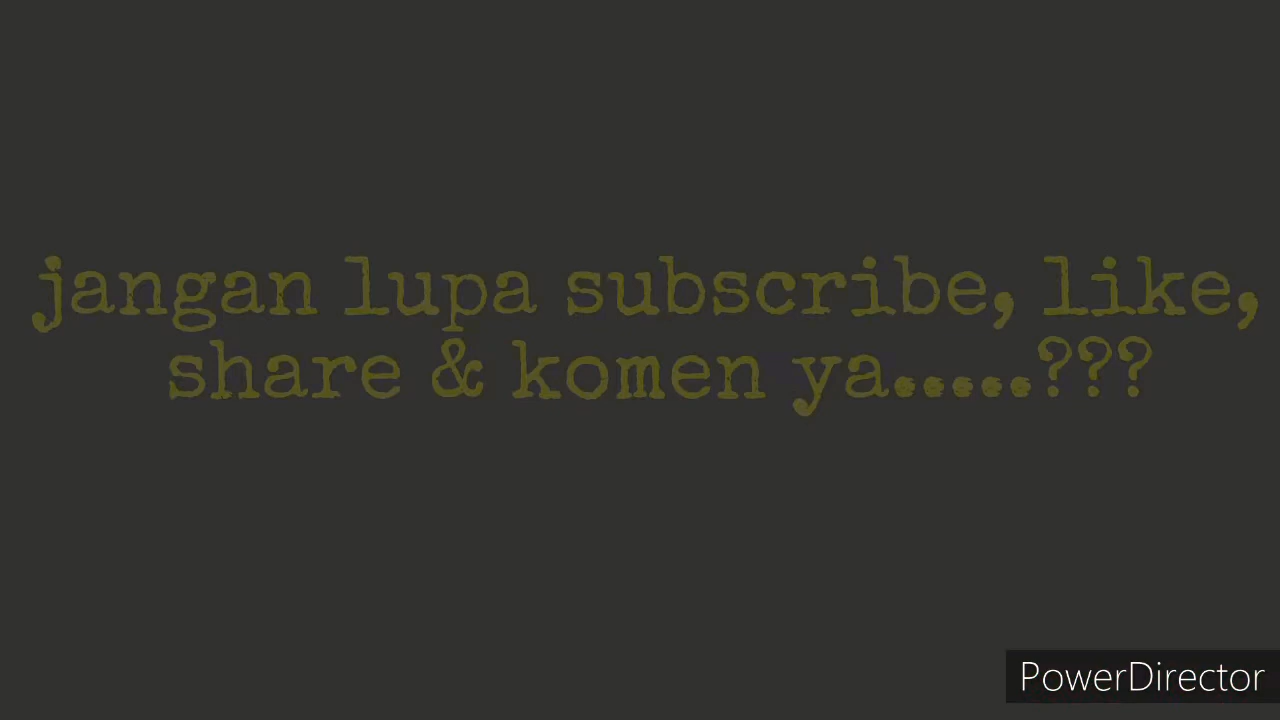 jangan lupa subscribe, like,
share & komen ya.....???
PowerDirector